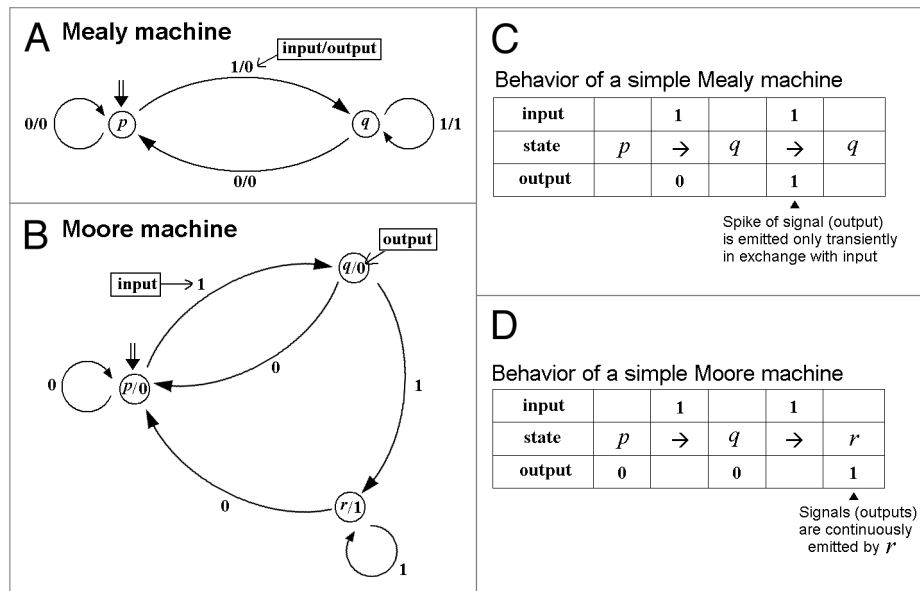 A Mealy machine
input/output
1/0
0/0
p
q
1/1
0/0
B Moore machine
output
q/0
input
1
0
p/0
0
1
0
r/1
1
C
Behavior of a simple Mealy machine
input 1 1
state p → q → q
output 0 1
Spike of signal (output)
is emitted only transiently
in exchange with input
D
Behavior of a simple Moore machine
input 1 1
state p → q → r
output 0 0 1
Signals (outputs)
are continuously
emitted by r